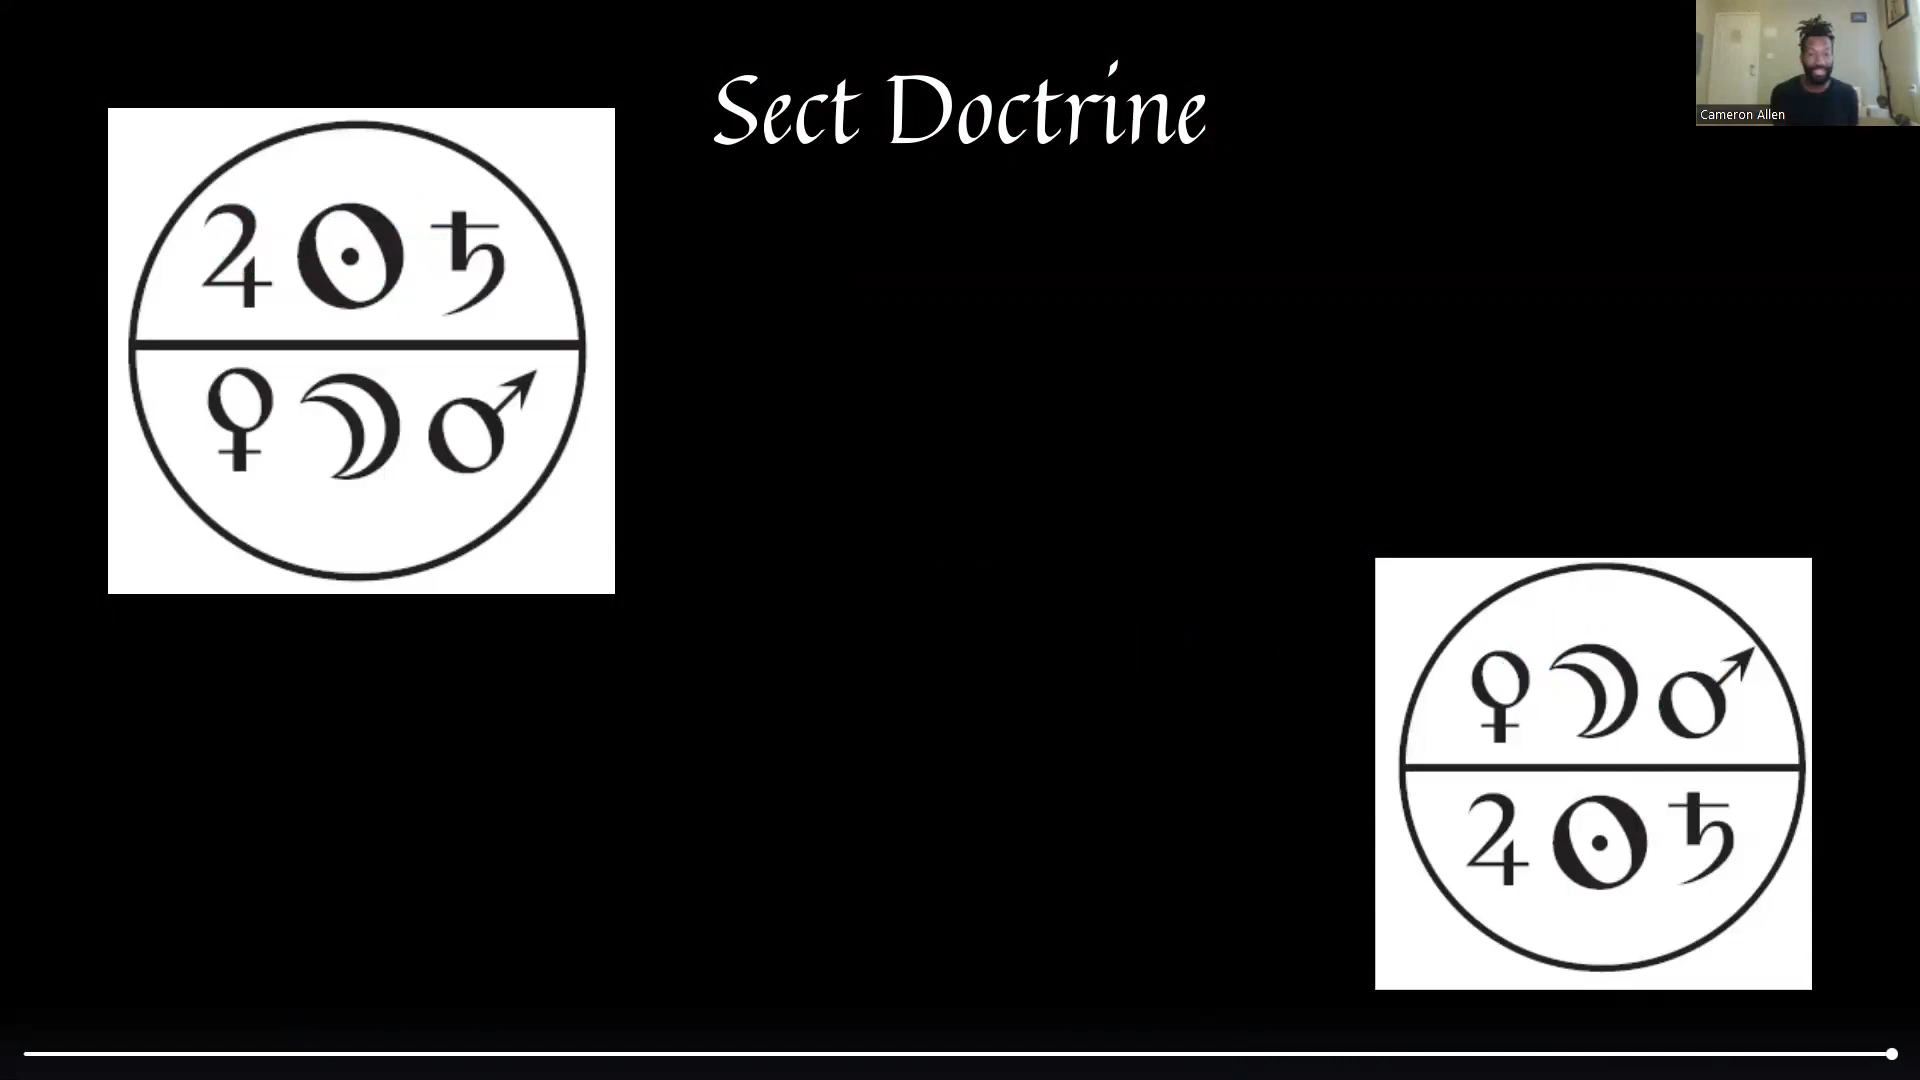 Sect Doctrine
Cameron Allen
♃ ☉ ♄
♀ ☽ ♂
♀ ☽ ♂
♃ ☉ ♄